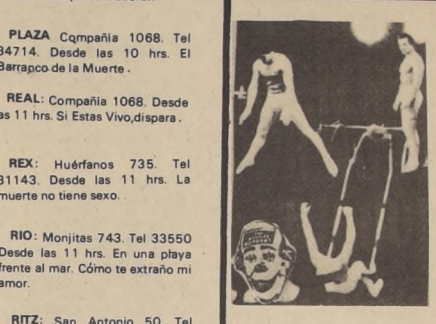 PLAZA Cqmpañía 1068. Tel
34714. Desde las 10 hrs. El
Barranco de la Muerte.
REAL: Compañía 1068. Desde
as 11 hrs. Si Estas Vivo,dispara.
REX: Huérfanos 735. Tel
31143. Desde las 11 hrs. La
muerte no tiene sexo.
RIO: Monjitas 743. Tel 33550
Desde las 11 hrs. En una playa
frente al mar. Cómo te extraño mi
amor.
RITZ: San Antonio 50. Tel